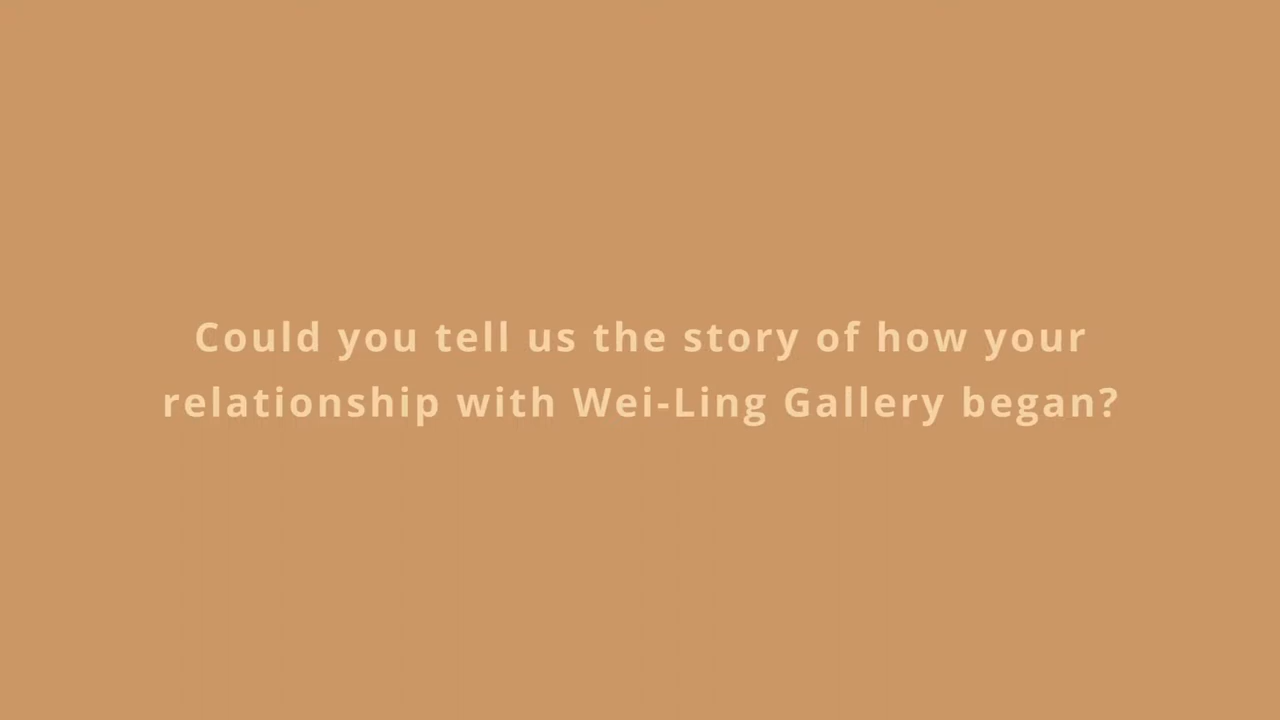 Could you tell us the story of how your
relationship with Wei-Ling Gallery began?